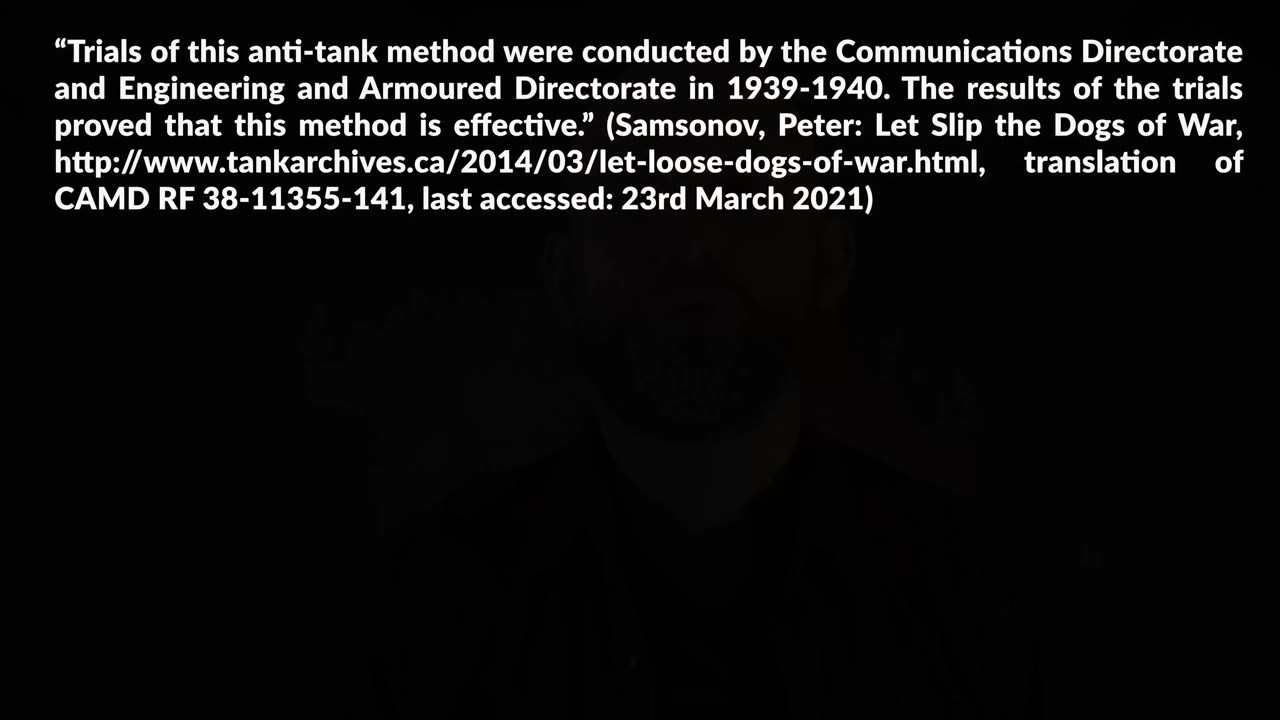 “Trials of this anti-tank method were conducted by the Communications Directorate
and Engineering and Armoured Directorate in 1939-1940. The results of the trials
proved that this method is effective.” (Samsonov, Peter: Let Slip the Dogs of War,
http://www.tankarchives.ca/2014/03/let-loose-dogs-of-war.html, translation of
CAMD RF 38-11355-141, last accessed: 23rd March 2021)